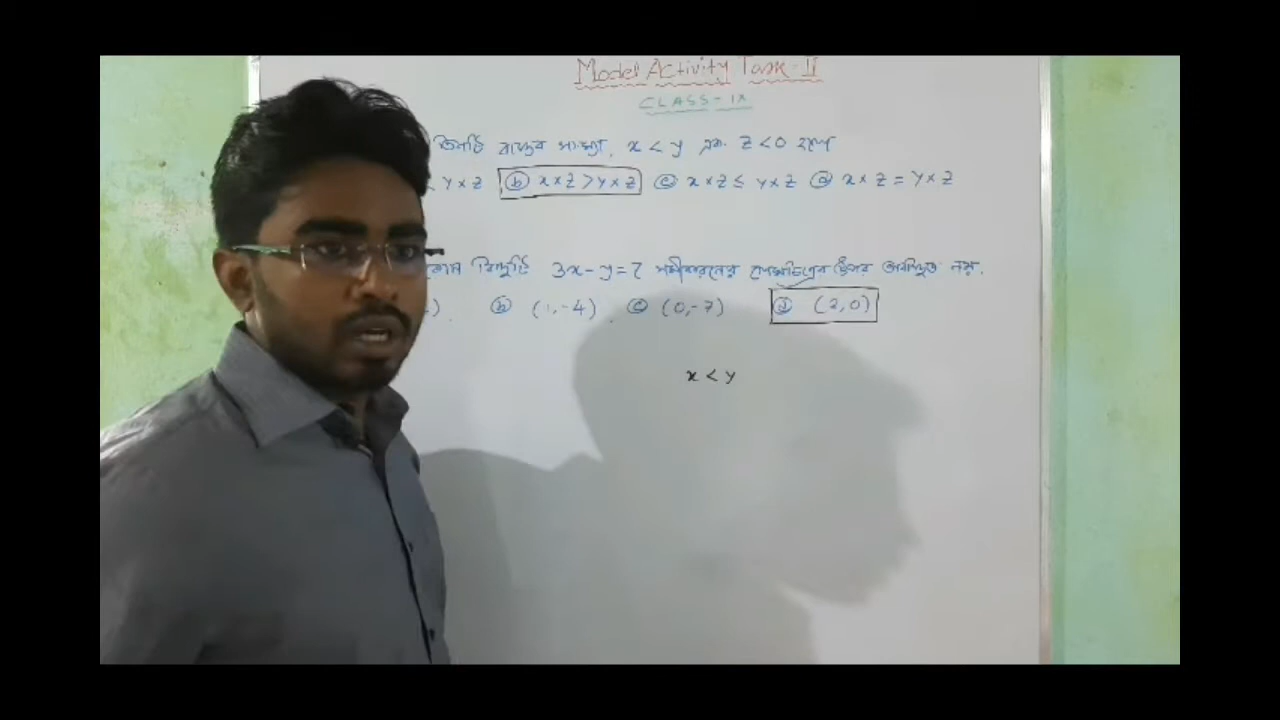 Model Activity Task-II
CLASS-IX
তিনটি বাস্তব সংখ্যা, x < y এবং z < 0 হলে
< y×z (b) x×z > y×z (c) x×z ≤ y×z (d) x×z = y×z
কোন বিন্দুটি 3x-y=7 সমীকরনের লেখচিত্রের উপর অবস্থিত নয়.
) (b) (1,-4) (c) (0,-7) (d) (2,0)
x < y